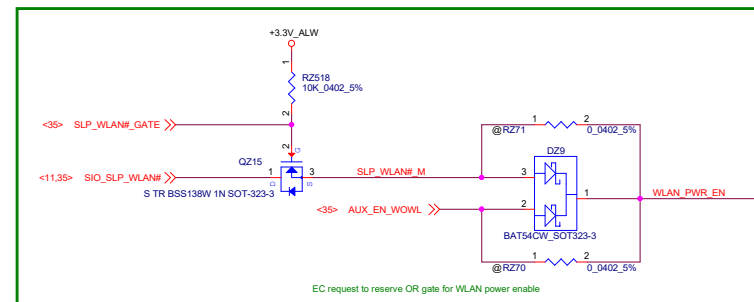 +3.3V_ALW
1
RZ518
10K_0402_5%
2
<35> SLP_WLAN#_GATE
1 2
@RZ71 0_0402_5%
2
G
QZ15
DZ9
<11,35> SIO_SLP_WLAN#
1 3
D S
SLP_WLAN#_M
3
1
WLAN_PWR_EN
S TR BSS138W 1N SOT-323-3
<35> AUX_EN_WOWL
2
BAT54CW_SOT323-3
1 2
@RZ70 0_0402_5%
EC request to reserve OR gate for WLAN power enable